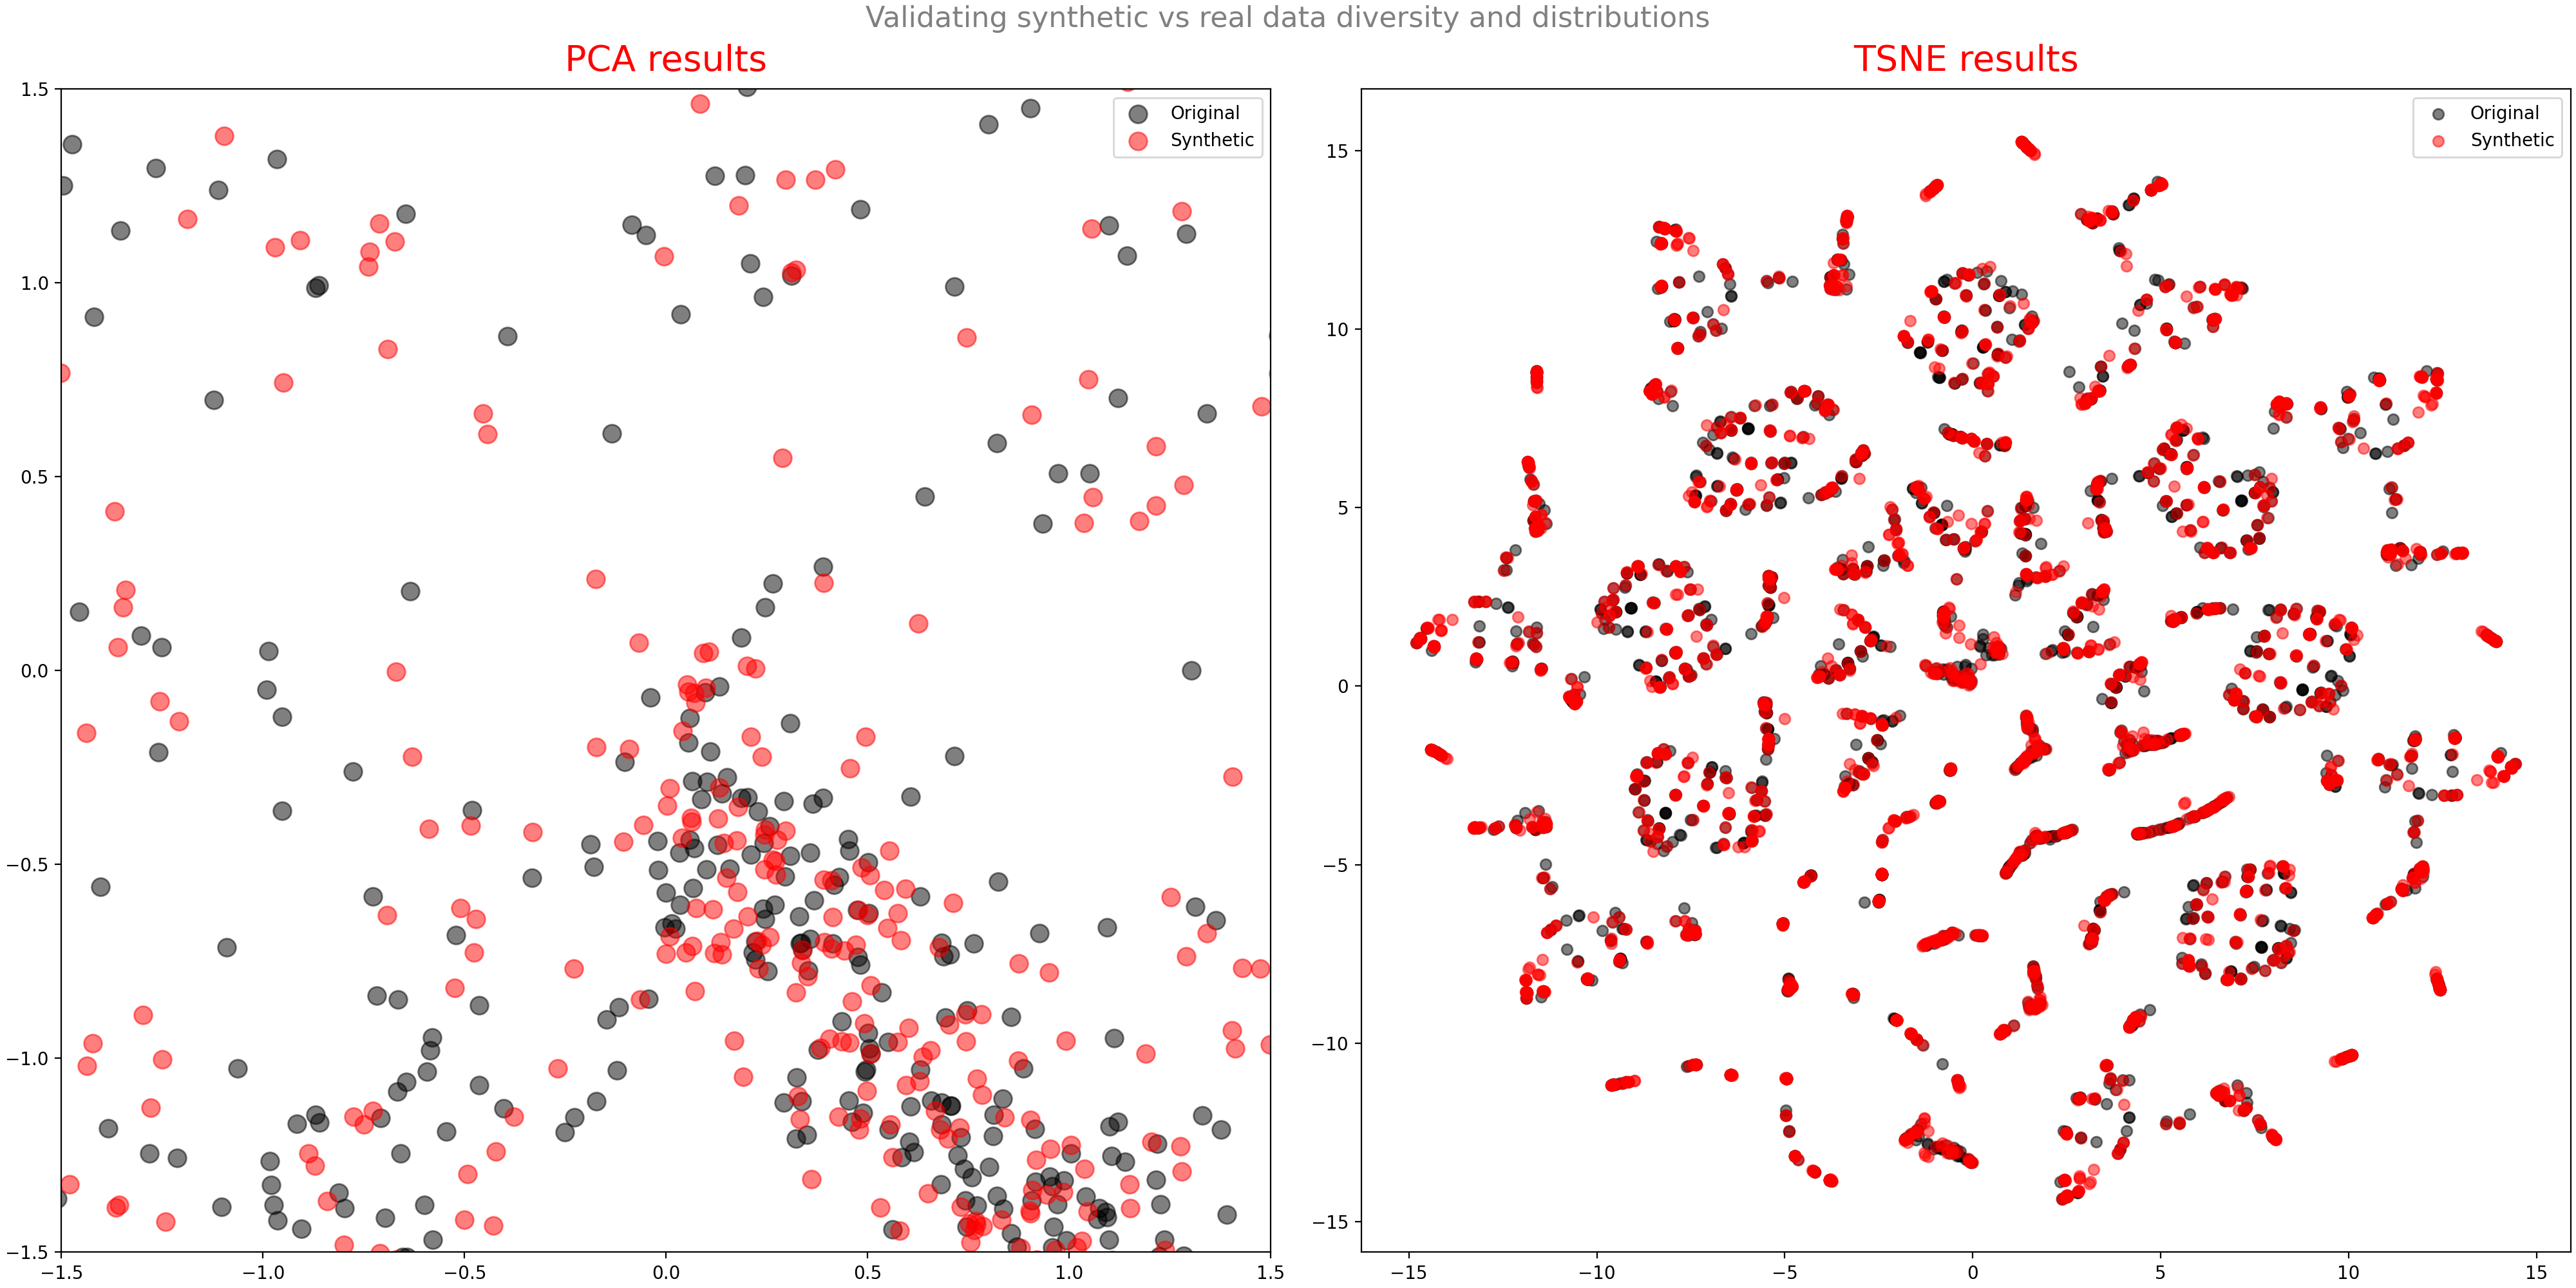 Validating synthetic vs real data diversity and distributions
PCA results
TSNE results
Original
Synthetic
1.5
1.0
0.5
0.0
−0.5
−1.0
−1.5
−1.5 −1.0 −0.5 0.0 0.5 1.0 1.5
Original
Synthetic
15
10
5
0
−5
−10
−15
−15 −10 −5 0 5 10 15